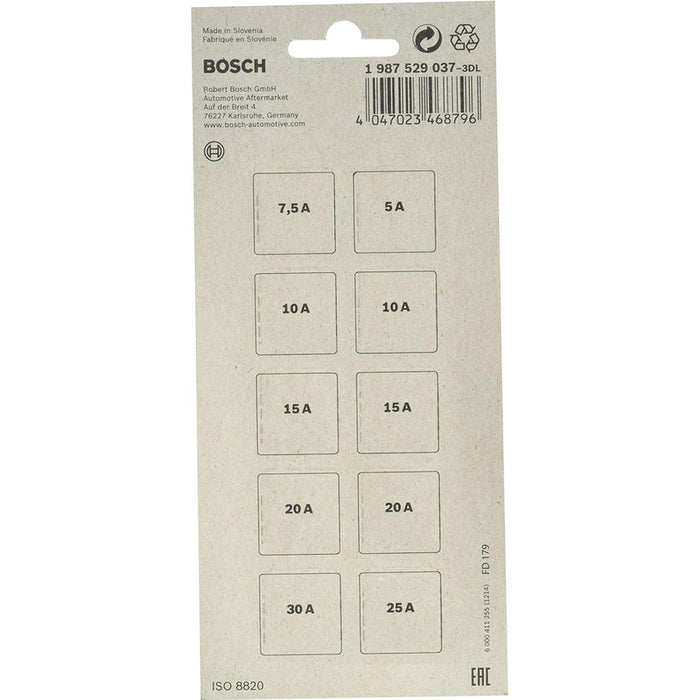 Made in Slovenia
Fabriqué en Slovénie
BOSCH
Robert Bosch GmbH
Automotive Aftermarket
Auf der Breit 4
76227 Karlsruhe, Germany
www.bosch-automotive.com
1 987 529 037-3DL
4 047023 468796
7,5 A
5 A
10 A
10 A
15 A
15 A
20 A
20 A
30 A
25 A
6 000 411 255 (1214) FD 179
ISO 8820
EAC